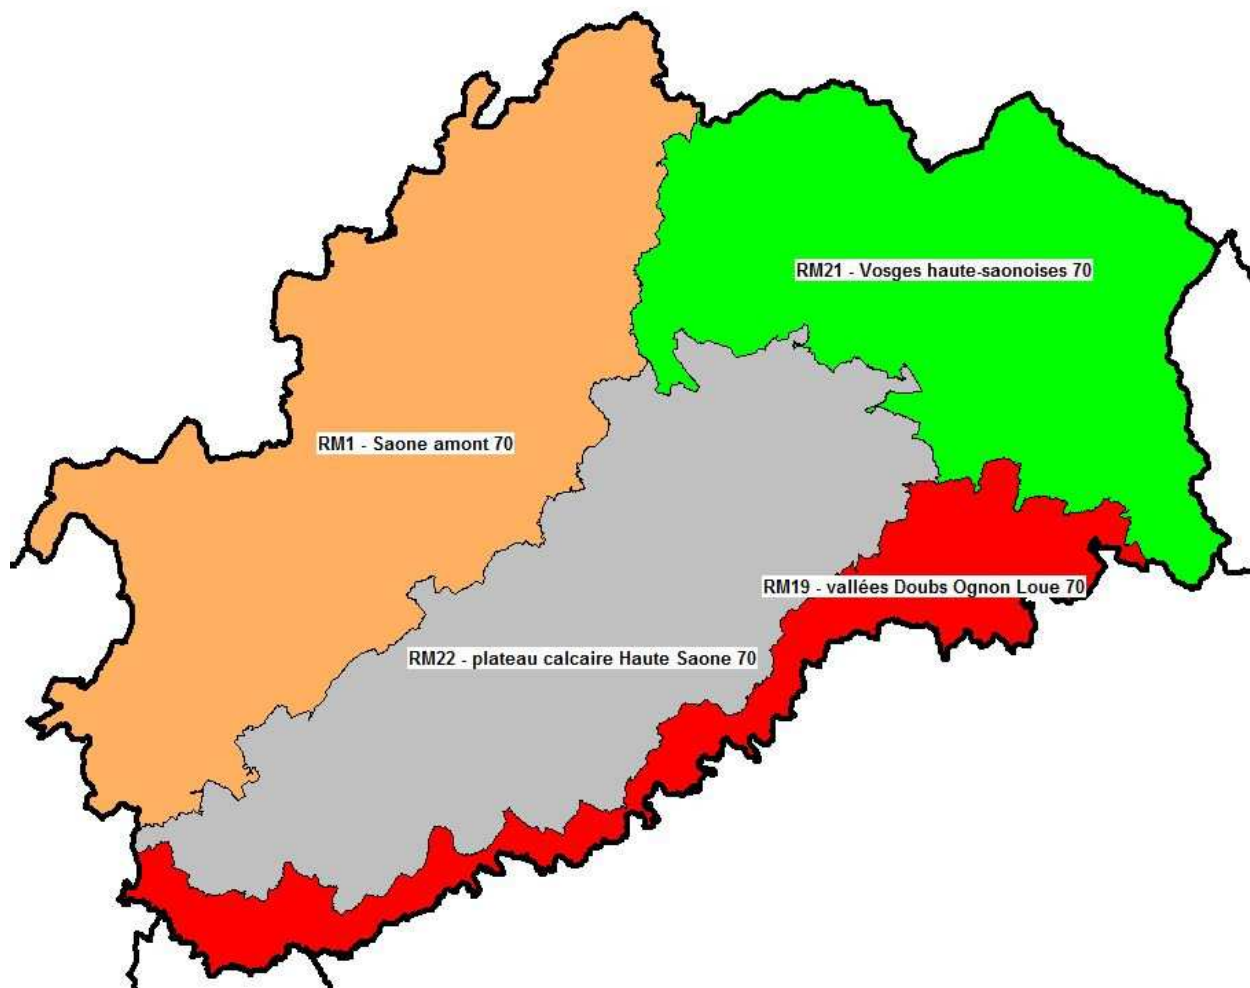 RM21 - Vosges haute-saonoises 70
RM1 - Saone amont 70
RM19 - vallées Doubs Ognon Loue 70
RM22 - plateau calcaire Haute Saone 70